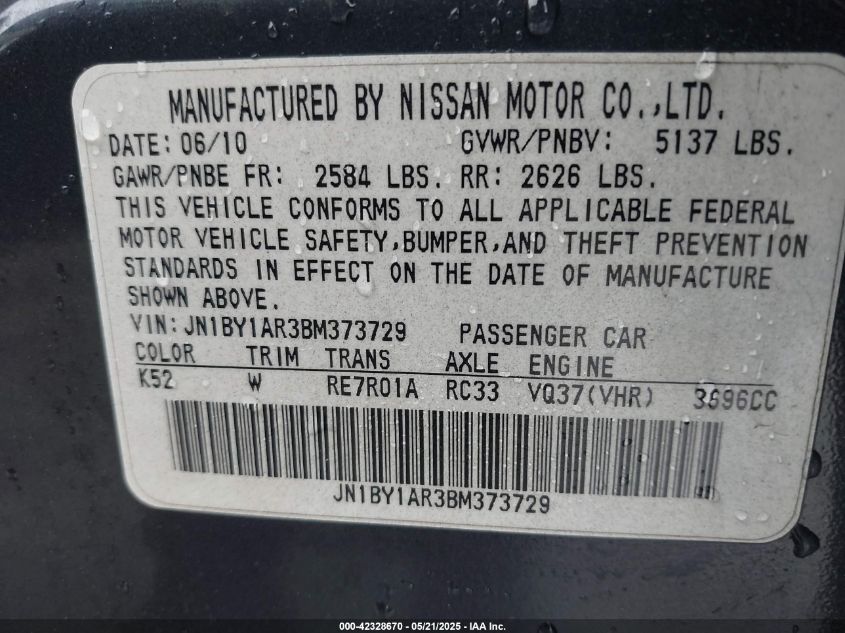 MANUFACTURED BY NISSAN MOTOR CO.,LTD.
DATE: 06/10 GVWR/PNBV: 5137 LBS.
GAWR/PNBE FR: 2584 LBS. RR: 2626 LBS.
THIS VEHICLE CONFORMS TO ALL APPLICABLE FEDERAL
MOTOR VEHICLE SAFETY,BUMPER,AND THEFT PREVENTION
STANDARDS IN EFFECT ON THE DATE OF MANUFACTURE
SHOWN ABOVE.
VIN:JN1BY1AR3BM373729 PASSENGER CAR
COLOR TRIM TRANS AXLE ENGINE
K52 W RE7R01A RC33 VQ37(VHR) 3696CC
JN1BY1AR3BM373729
000-42328670 — 05/21/2025 — IAA Inc.